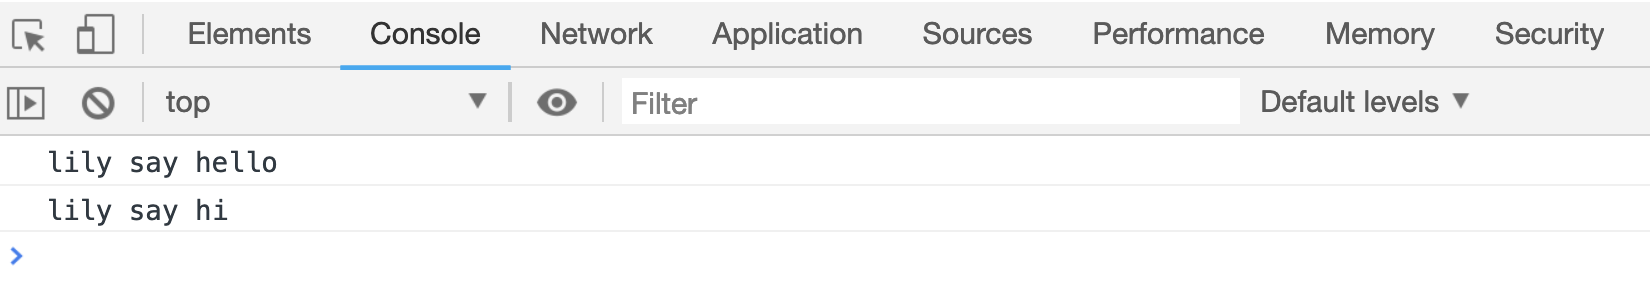 Elements Console Network Application Sources Performance Memory Security
top Filter Default levels
lily say hello
lily say hi